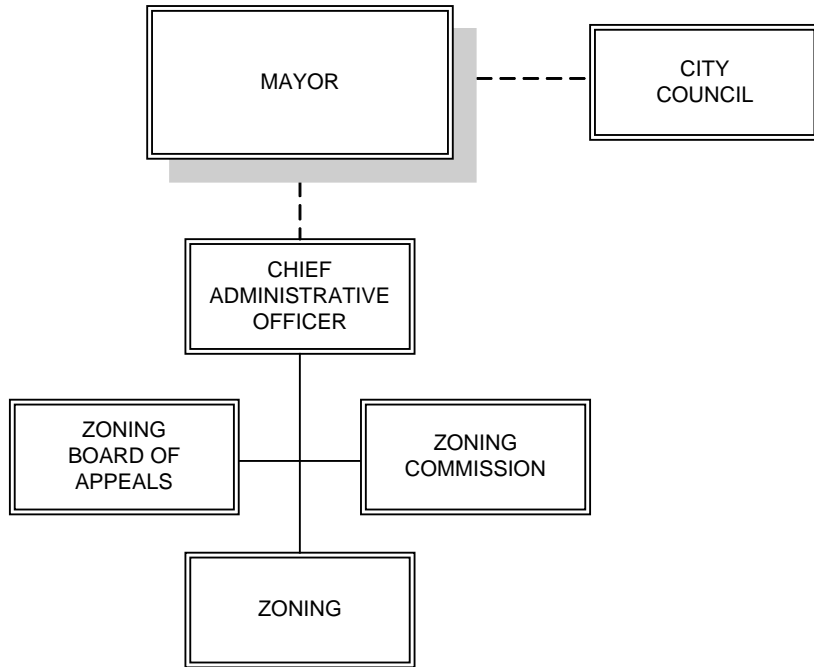 MAYOR
CITY
COUNCIL
CHIEF
ADMINISTRATIVE
OFFICER
ZONING
BOARD OF
APPEALS
ZONING
COMMISSION
ZONING